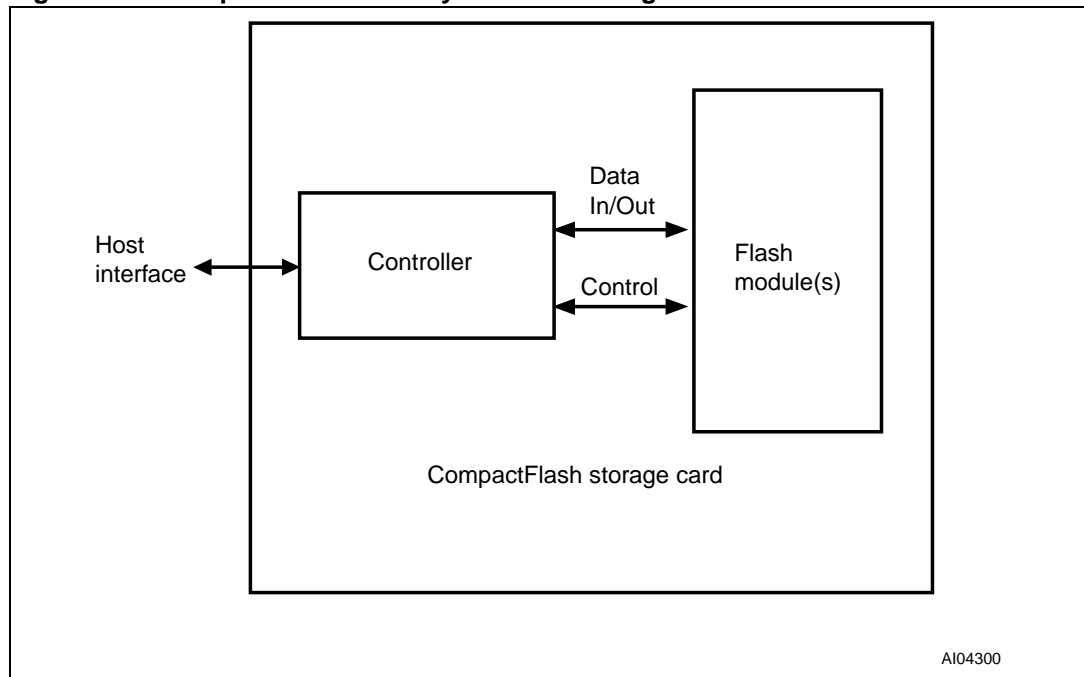 Data
In/Out
Host
interface
Controller
Flash
module(s)
Control
CompactFlash storage card
AI04300